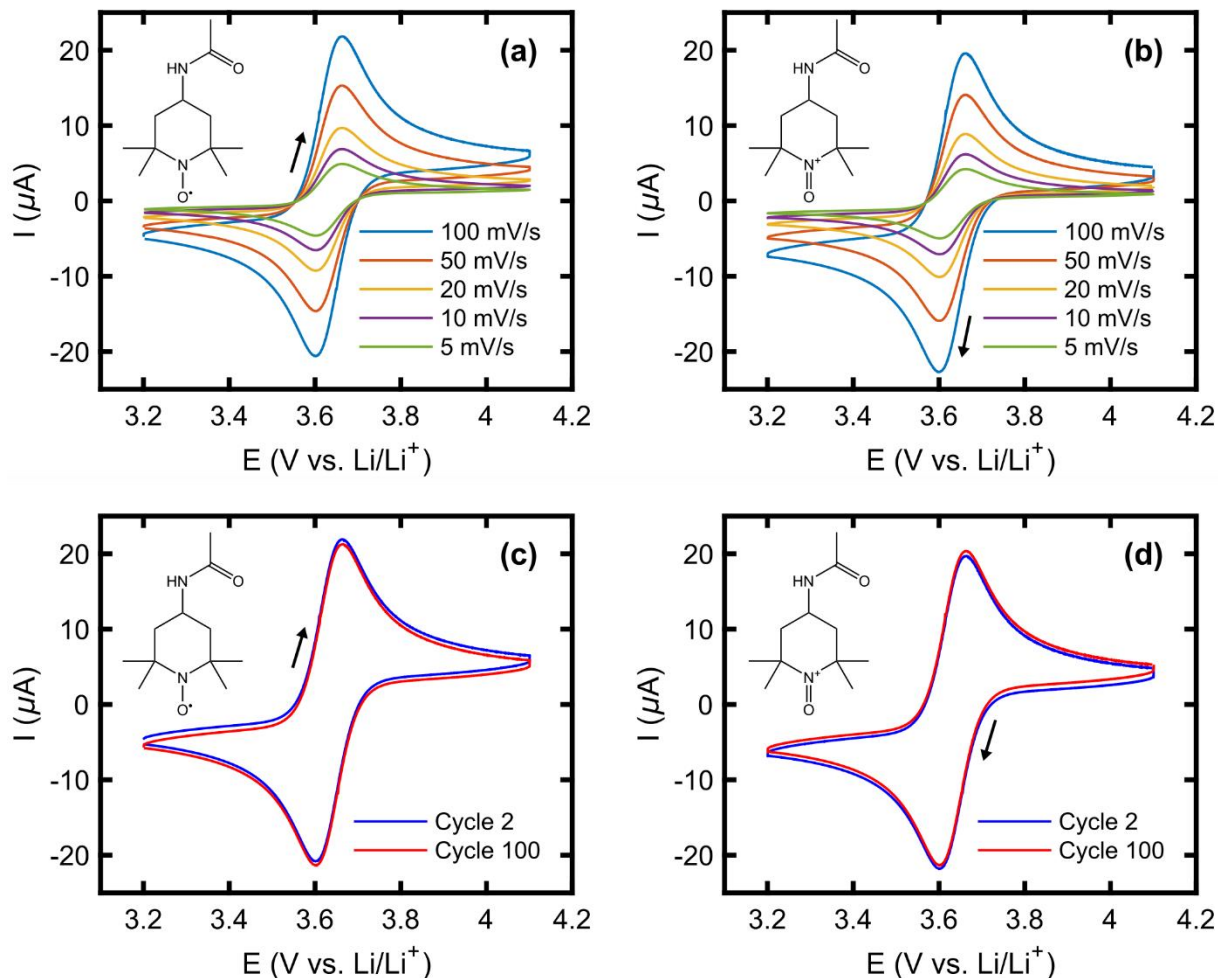 (a)
HN
O
N
O•
I (µA)
20
10
0
-10
-20
100 mV/s
50 mV/s
20 mV/s
10 mV/s
5 mV/s
3.2 3.4 3.6 3.8 4 4.2
E (V vs. Li/Li⁺)
(b)
HN
O
N⁺
O
I (µA)
20
10
0
-10
-20
100 mV/s
50 mV/s
20 mV/s
10 mV/s
5 mV/s
3.2 3.4 3.6 3.8 4 4.2
E (V vs. Li/Li⁺)
(c)
HN
O
N
O•
I (µA)
20
10
0
-10
-20
Cycle 2
Cycle 100
3.2 3.4 3.6 3.8 4 4.2
E (V vs. Li/Li⁺)
(d)
HN
O
N⁺
O
I (µA)
20
10
0
-10
-20
Cycle 2
Cycle 100
3.2 3.4 3.6 3.8 4 4.2
E (V vs. Li/Li⁺)